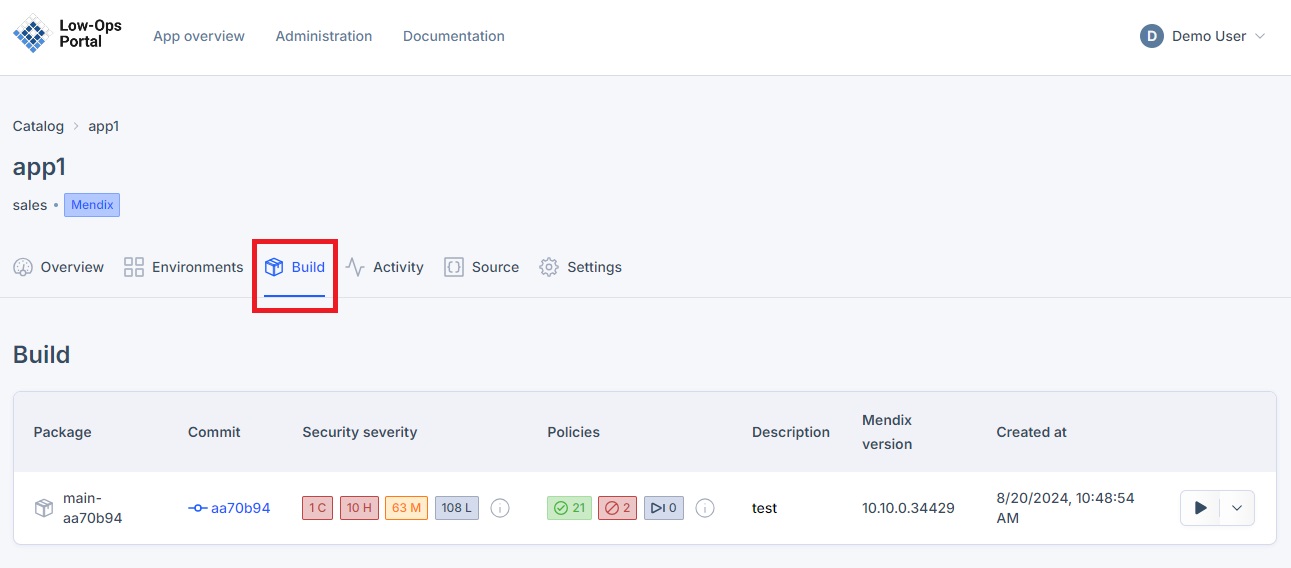 Low-Ops
Portal
App overview
Administration
Documentation
D
Demo User
Catalog
app1
app1
sales • Mendix
Overview
Environments
Build
Activity
Source
Settings
Build
Package
Commit
Security severity
Policies
Description
Mendix
version
Created at
main-
aa70b94
aa70b94
1 C
10 H
63 M
108 L
21
2
0
test
10.10.0.34429
8/20/2024, 10:48:54
AM